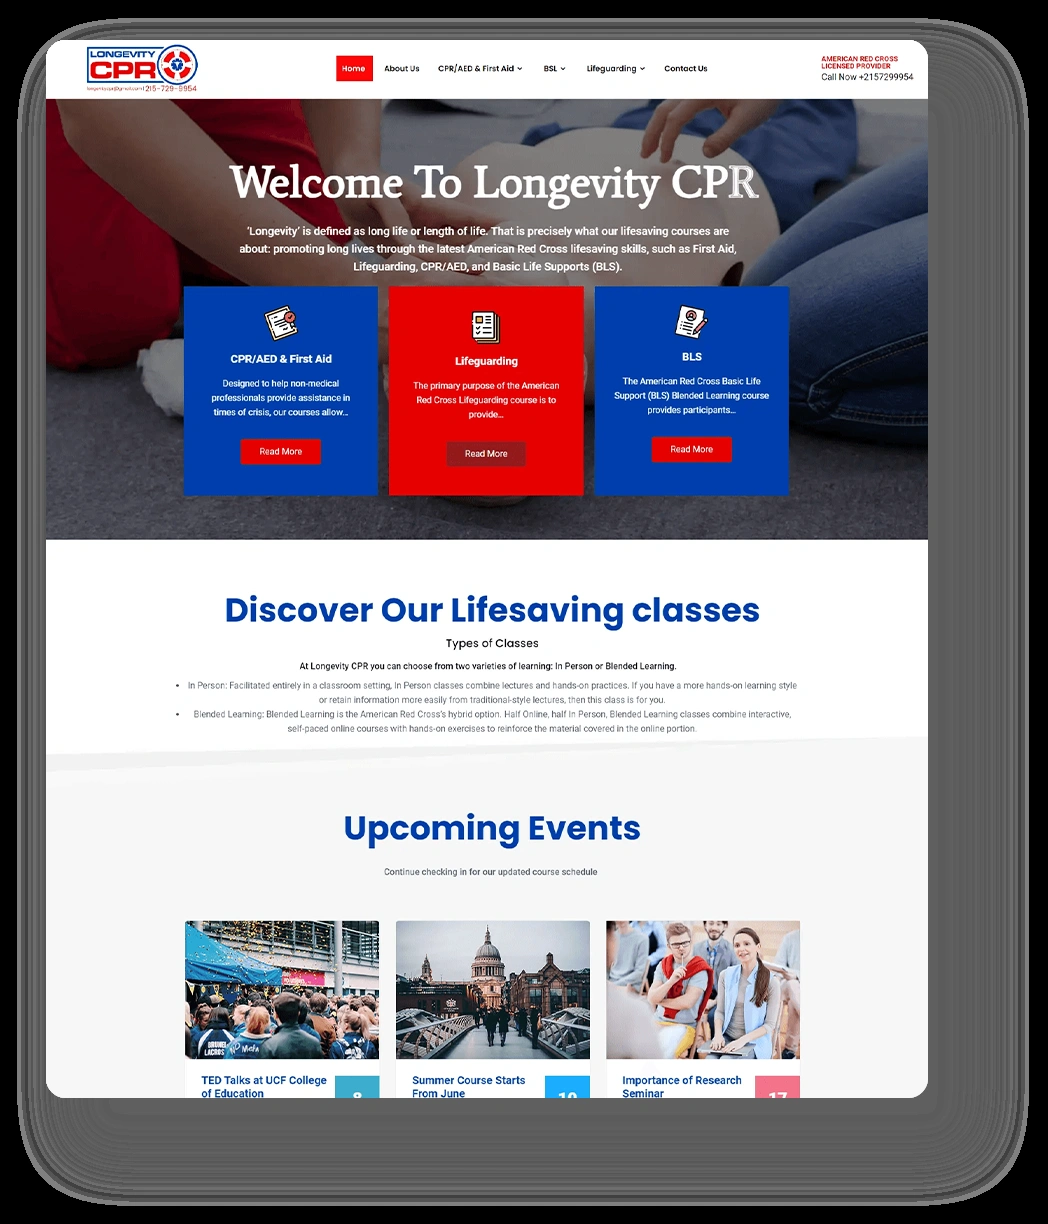 LONGEVITY
CPR
longevitycpr@gmail.com | 215-729-9954
Home
About Us
CPR/AED & First Aid
BSL
Lifeguarding
Contact Us
AMERICAN RED CROSS
LICENSED PROVIDER
Call Now +2157299954
Welcome To Longevity CPR
'Longevity' is defined as long life or length of life. That is precisely what our lifesaving courses are
about: promoting long lives through the latest American Red Cross lifesaving skills, such as First Aid,
Lifeguarding, CPR/AED, and Basic Life Supports (BLS).
CPR/AED & First Aid
Designed to help non-medical
professionals provide assistance in
times of crisis, our courses allow...
Read More
Lifeguarding
The primary purpose of the American
Red Cross Lifeguarding course is to
provide...
Read More
BLS
The American Red Cross Basic Life
Support (BLS) Blended Learning course
provides participants...
Read More
Discover Our Lifesaving classes
Types of Classes
At Longevity CPR you can choose from two varieties of learning: In Person or Blended Learning.
• In Person: Facilitated entirely in a classroom setting, In Person classes combine lectures and hands-on practices. If you have a more hands-on learning style
or retain information more easily from traditional-style lectures, then this class is for you.
• Blended Learning: Blended Learning is the American Red Cross's hybrid option. Half Online, half In Person, Blended Learning classes combine interactive,
self-paced online courses with hands-on exercises to reinforce the material covered in the online portion.
Upcoming Events
Continue checking in for our updated course schedule
BRUNEL
LACROS
TED Talks at UCF College
of Education
8
Summer Course Starts
From June
10
Importance of Research
Seminar
17